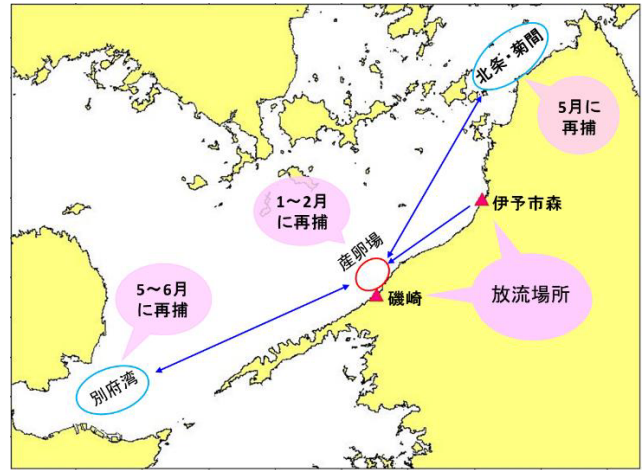 北条・菊間
5月に
再捕
1〜2月
に再捕
伊予市森
産卵場
5〜6月
に再捕
磯崎
放流場所
別府湾